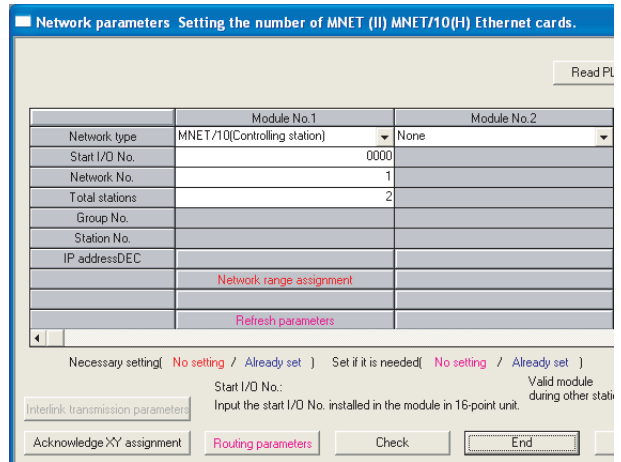 Network parameters Setting the number of MNET (II) MNET/10(H) Ethernet cards.
Read PL
Module No.1 Module No.2
Network type MNET/10(Controlling station) None
Start I/O No. 0000
Network No. 1
Total stations 2
Group No.
Station No.
IP addressDEC
Network range assignment
Refresh parameters
Necessary setting( No setting / Already set ) Set if it is needed( No setting / Already set )
Start I/O No.: Valid module
Input the start I/O No. installed in the module in 16-point unit. during other stati
Interlink transmission parameters
Acknowledge XY assignment Routing parameters Check End